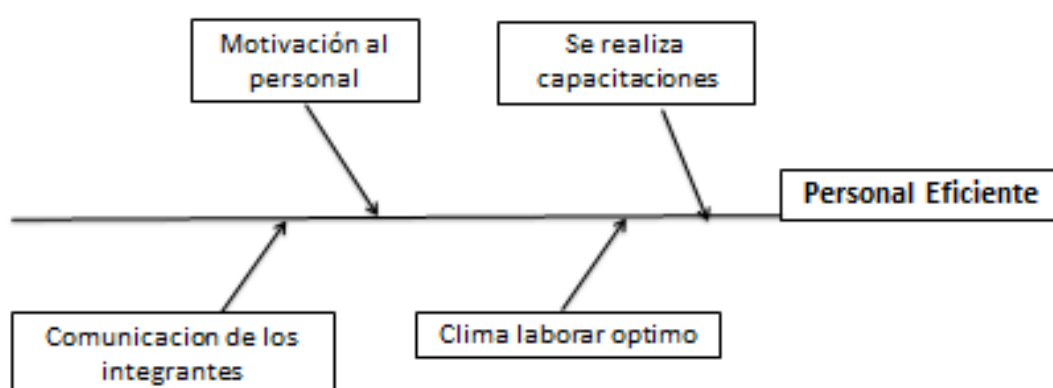 Motivación al
personal
Se realiza
capacitaciones
Personal Eficiente
Comunicacion de los
integrantes
Clima laborar optimo